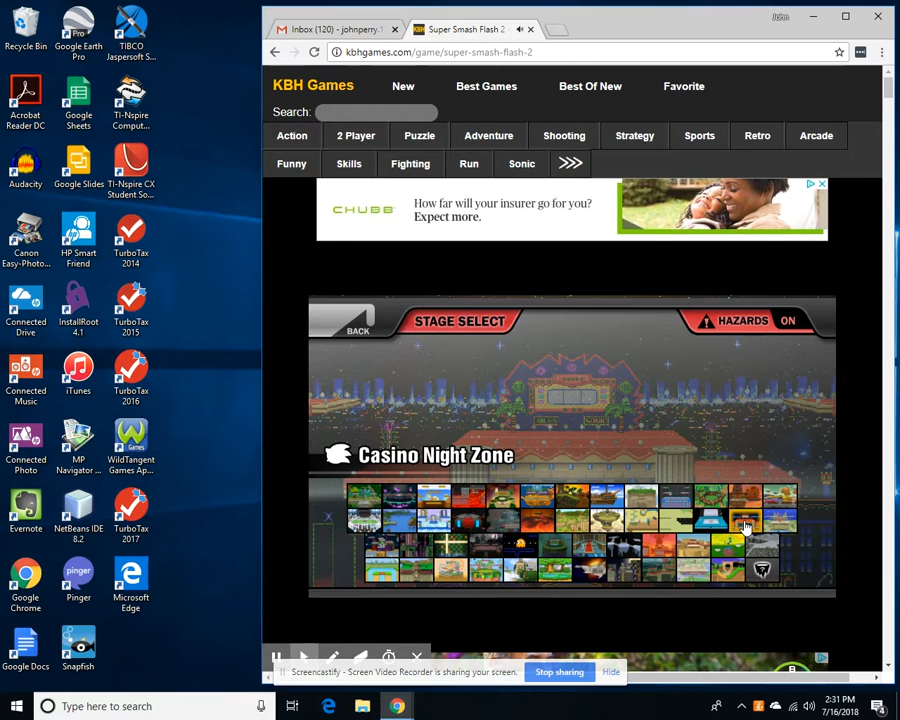 Recycle Bin
Google Earth Pro
TIBCO Jaspersoft S...
Acrobat Reader DC
Google Sheets
TI-Nspire Comput...
Audacity
Google Slides
TI-Nspire CX Student So...
Canon Easy-Photo...
HP Smart Friend
TurboTax 2014
Connected Drive
InstallRoot 4.1
TurboTax 2015
Connected Music
iTunes
TurboTax 2016
Connected Photo
MP Navigator ...
WildTangent Games Ap...
Evernote
NetBeans IDE 8.2
TurboTax 2017
Google Chrome
Pinger
Microsoft Edge
Google Docs
Snapfish
John
Inbox (120) - johnperry.1
KBH Super Smash Flash 2 -
kbhgames.com/game/super-smash-flash-2
KBH Games New Best Games Best Of New Favorite
Search:
Action 2 Player Puzzle Adventure Shooting Strategy Sports Retro Arcade
Funny Skills Fighting Run Sonic >>>
CHUBB How far will your insurer go for you?
Expect more.
BACK STAGE SELECT HAZARDS ON
Casino Night Zone
?
Screencastify - Screen Video Recorder is sharing your screen. Stop sharing Hide
Type here to search
2:31 PM
7/16/2018
4